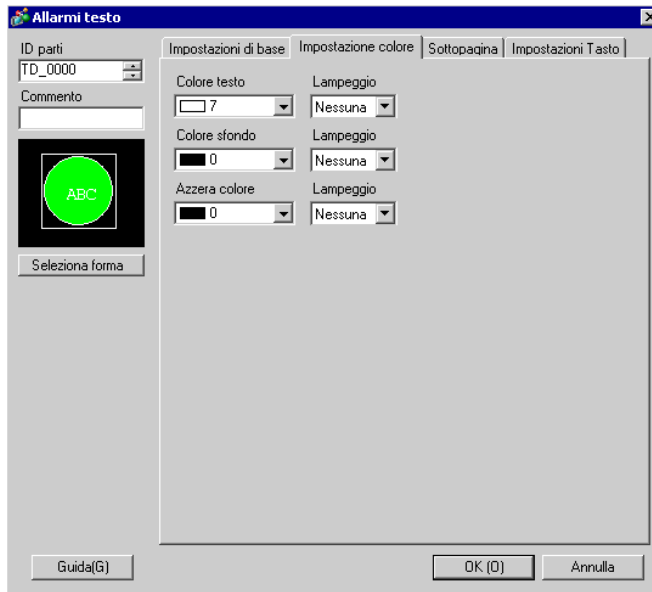 Allarmi testo
ID parti
TD_0000
Commento
ABC
Seleziona forma
Impostazioni di base Impostazione colore Sottopagina Impostazioni Tasto
Colore testo Lampeggio
7 Nessuna
Colore sfondo Lampeggio
0 Nessuna
Azzera colore Lampeggio
0 Nessuna
Guida(G) OK (O) Annulla